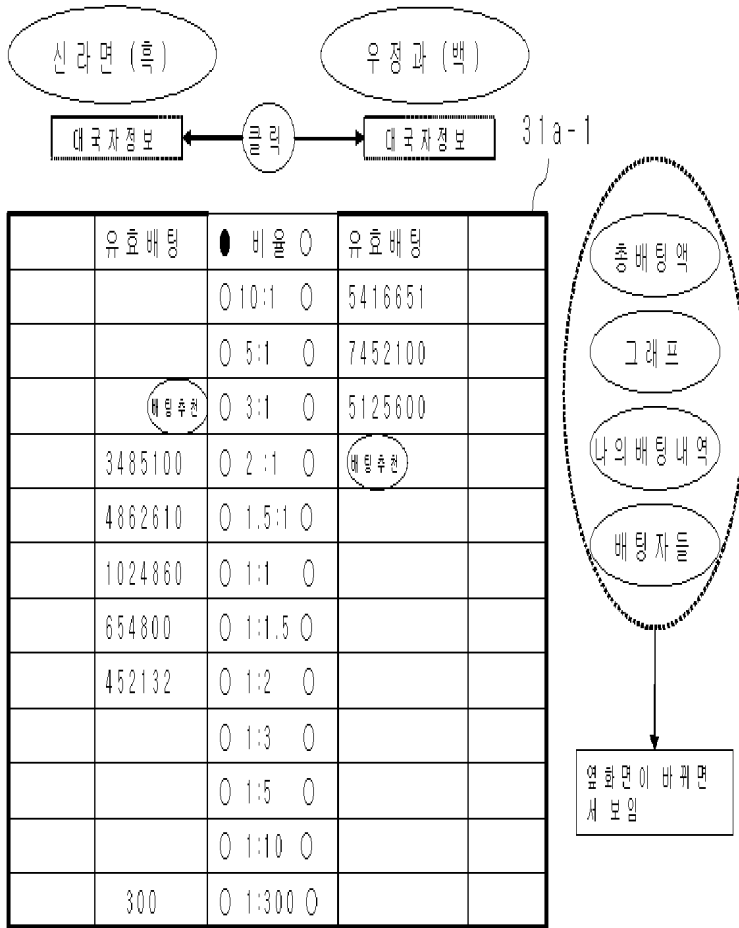 신라면 (흑) 우정과 (백)
대국자정보 클릭 대국자정보 31a-1
유효배팅 ● 비율 ○ 유효배팅
○ 10:1 ○ 5416651
○ 5:1 ○ 7452100
배팅추천 ○ 3:1 ○ 5125600
3485100 ○ 2:1 ○ 배팅추천
4862610 ○ 1.5:1 ○
1024860 ○ 1:1 ○
654800 ○ 1:1.5 ○
452132 ○ 1:2 ○
○ 1:3 ○
○ 1:5 ○
○ 1:10 ○
300 ○ 1:300 ○
총배팅액
그래프
나의배팅내역
배팅자들
옆화면이 바뀌면
서 보임